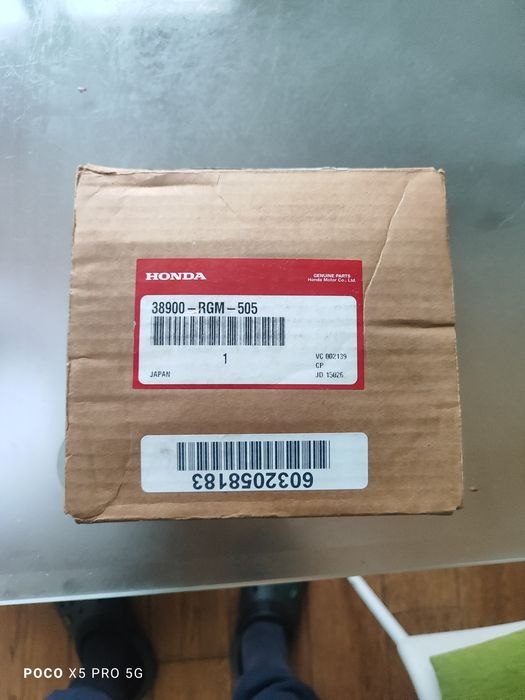 HONDA
GENUINE PARTS
Honda Motor Co., Ltd.
38900-RGM-505
1
VC 002139
CP
JAPAN
JD 15026
6032058183
POCO X5 PRO 5G